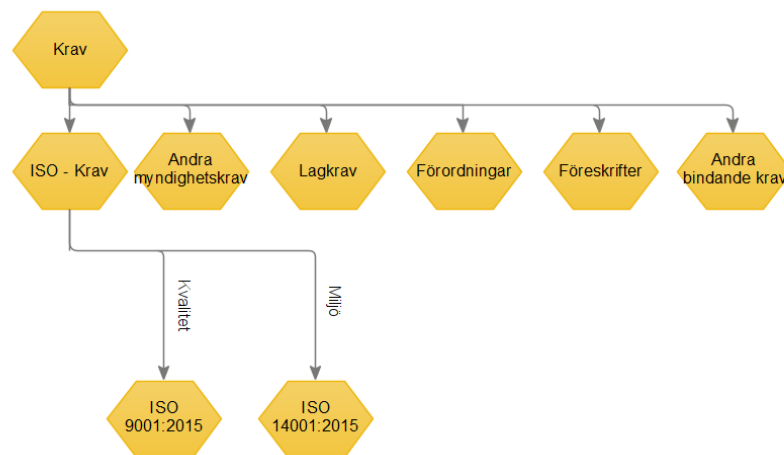 Krav
ISO - Krav
Andra
myndighetskrav
Lagkrav
Förordningar
Föreskrifter
Andra
bindande krav
Kvalitet
Miljö
ISO
9001:2015
ISO
14001:2015